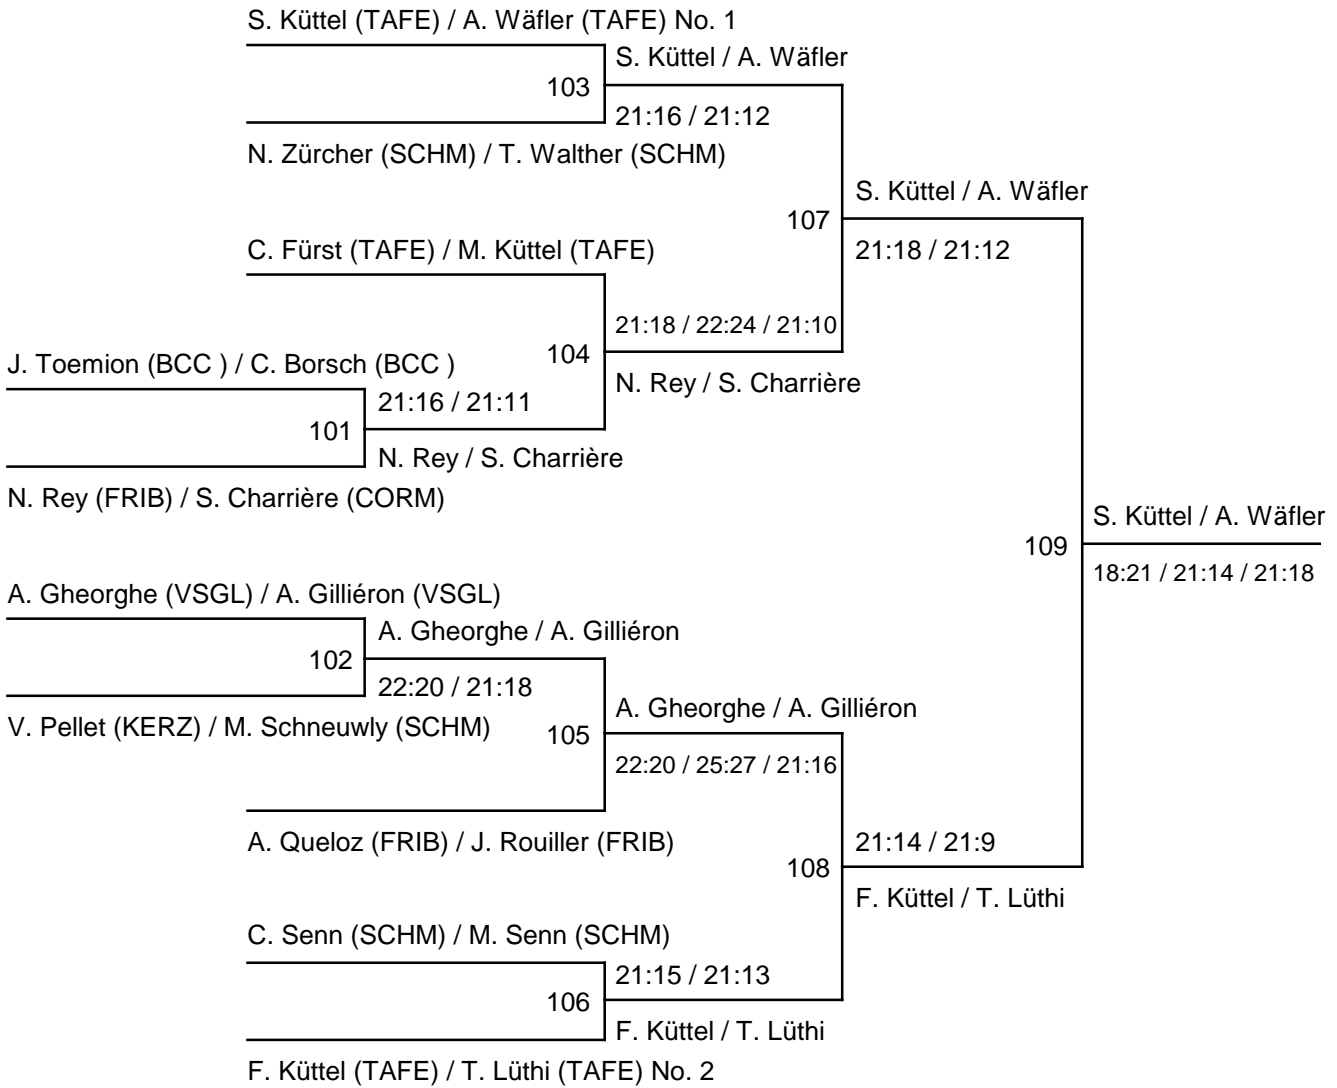 S. Küttel (TAFE) / A. Wäfler (TAFE) No. 1
S. Küttel / A. Wäfler
103
21:16 / 21:12
N. Zürcher (SCHM) / T. Walther (SCHM)
S. Küttel / A. Wäfler
107
C. Fürst (TAFE) / M. Küttel (TAFE)
21:18 / 21:12
21:18 / 22:24 / 21:10
104
J. Toemion (BCC ) / C. Borsch (BCC )
N. Rey / S. Charrière
21:16 / 21:11
101
N. Rey / S. Charrière
N. Rey (FRIB) / S. Charrière (CORM)
S. Küttel / A. Wäfler
109
18:21 / 21:14 / 21:18
A. Gheorghe (VSGL) / A. Gilliéron (VSGL)
A. Gheorghe / A. Gilliéron
102
22:20 / 21:18
A. Gheorghe / A. Gilliéron
V. Pellet (KERZ) / M. Schneuwly (SCHM)
105
22:20 / 25:27 / 21:16
A. Queloz (FRIB) / J. Rouiller (FRIB)
21:14 / 21:9
108
F. Küttel / T. Lüthi
C. Senn (SCHM) / M. Senn (SCHM)
21:15 / 21:13
106
F. Küttel / T. Lüthi
F. Küttel (TAFE) / T. Lüthi (TAFE) No. 2